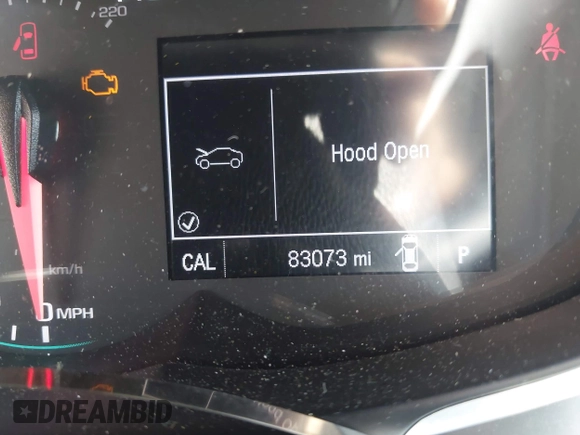 220
Hood Open
CAL 83073 mi P
km/h
0 MPH
DREAMBID